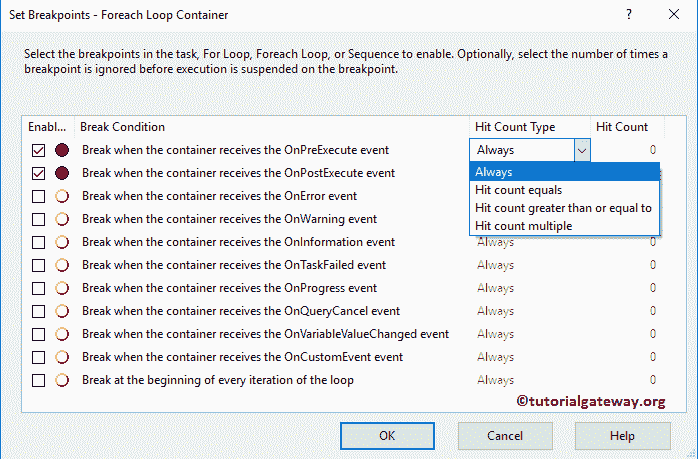 Set Breakpoints - Foreach Loop Container
Select the breakpoints in the task, For Loop, Foreach Loop, or Sequence to enable. Optionally, select the number of times a
breakpoint is ignored before execution is suspended on the breakpoint.
Enabl... Break Condition Hit Count Type Hit Count
Break when the container receives the OnPreExecute event Always 0
Break when the container receives the OnPostExecute event Always
Break when the container receives the OnError event Hit count equals
Break when the container receives the OnWarning event Hit count greater than or equal to
Hit count multiple
Break when the container receives the OnInformation event Always 0
Break when the container receives the OnTaskFailed event Always 0
Break when the container receives the OnProgress event Always 0
Break when the container receives the OnQueryCancel event Always 0
Break when the container receives the OnVariableValueChanged event Always 0
Break when the container receives the OnCustomEvent event Always 0
Break at the beginning of every iteration of the loop Always 0
©tutorialgateway.org
OK Cancel Help